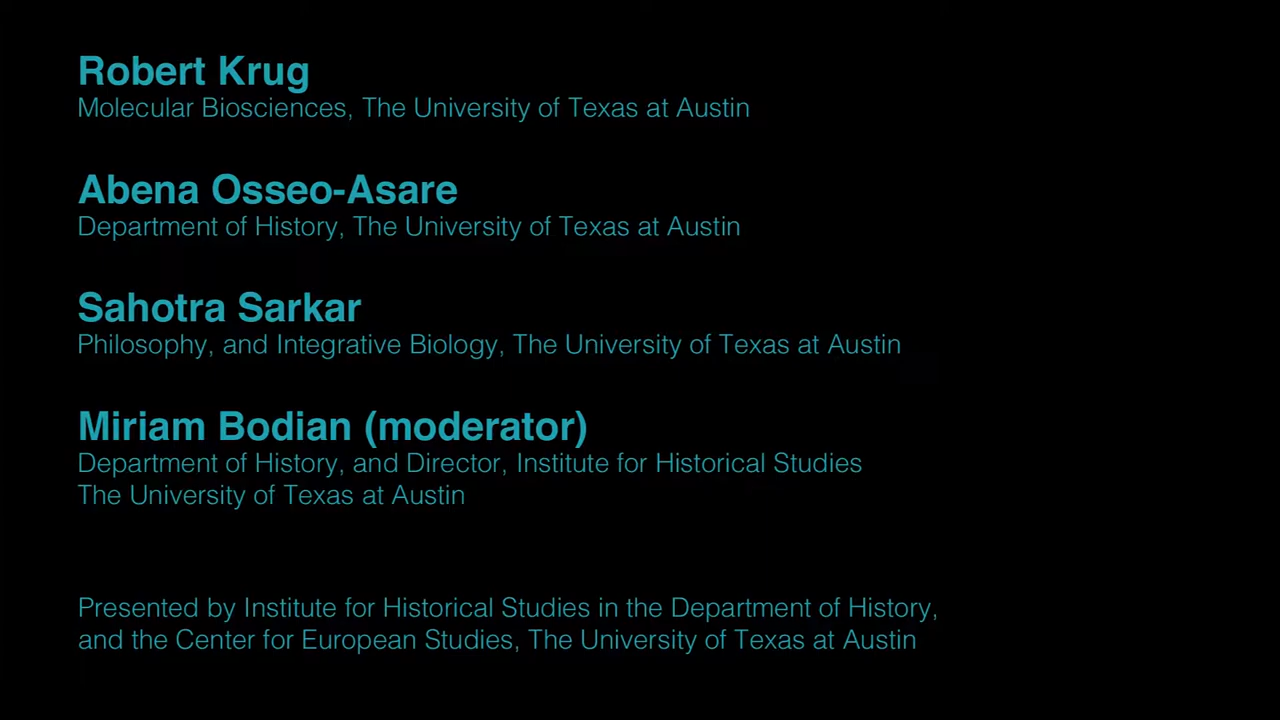 Robert Krug
Molecular Biosciences, The University of Texas at Austin
Abena Osseo-Asare
Department of History, The University of Texas at Austin
Sahotra Sarkar
Philosophy, and Integrative Biology, The University of Texas at Austin
Miriam Bodian (moderator)
Department of History, and Director, Institute for Historical Studies
The University of Texas at Austin
Presented by Institute for Historical Studies in the Department of History,
and the Center for European Studies, The University of Texas at Austin